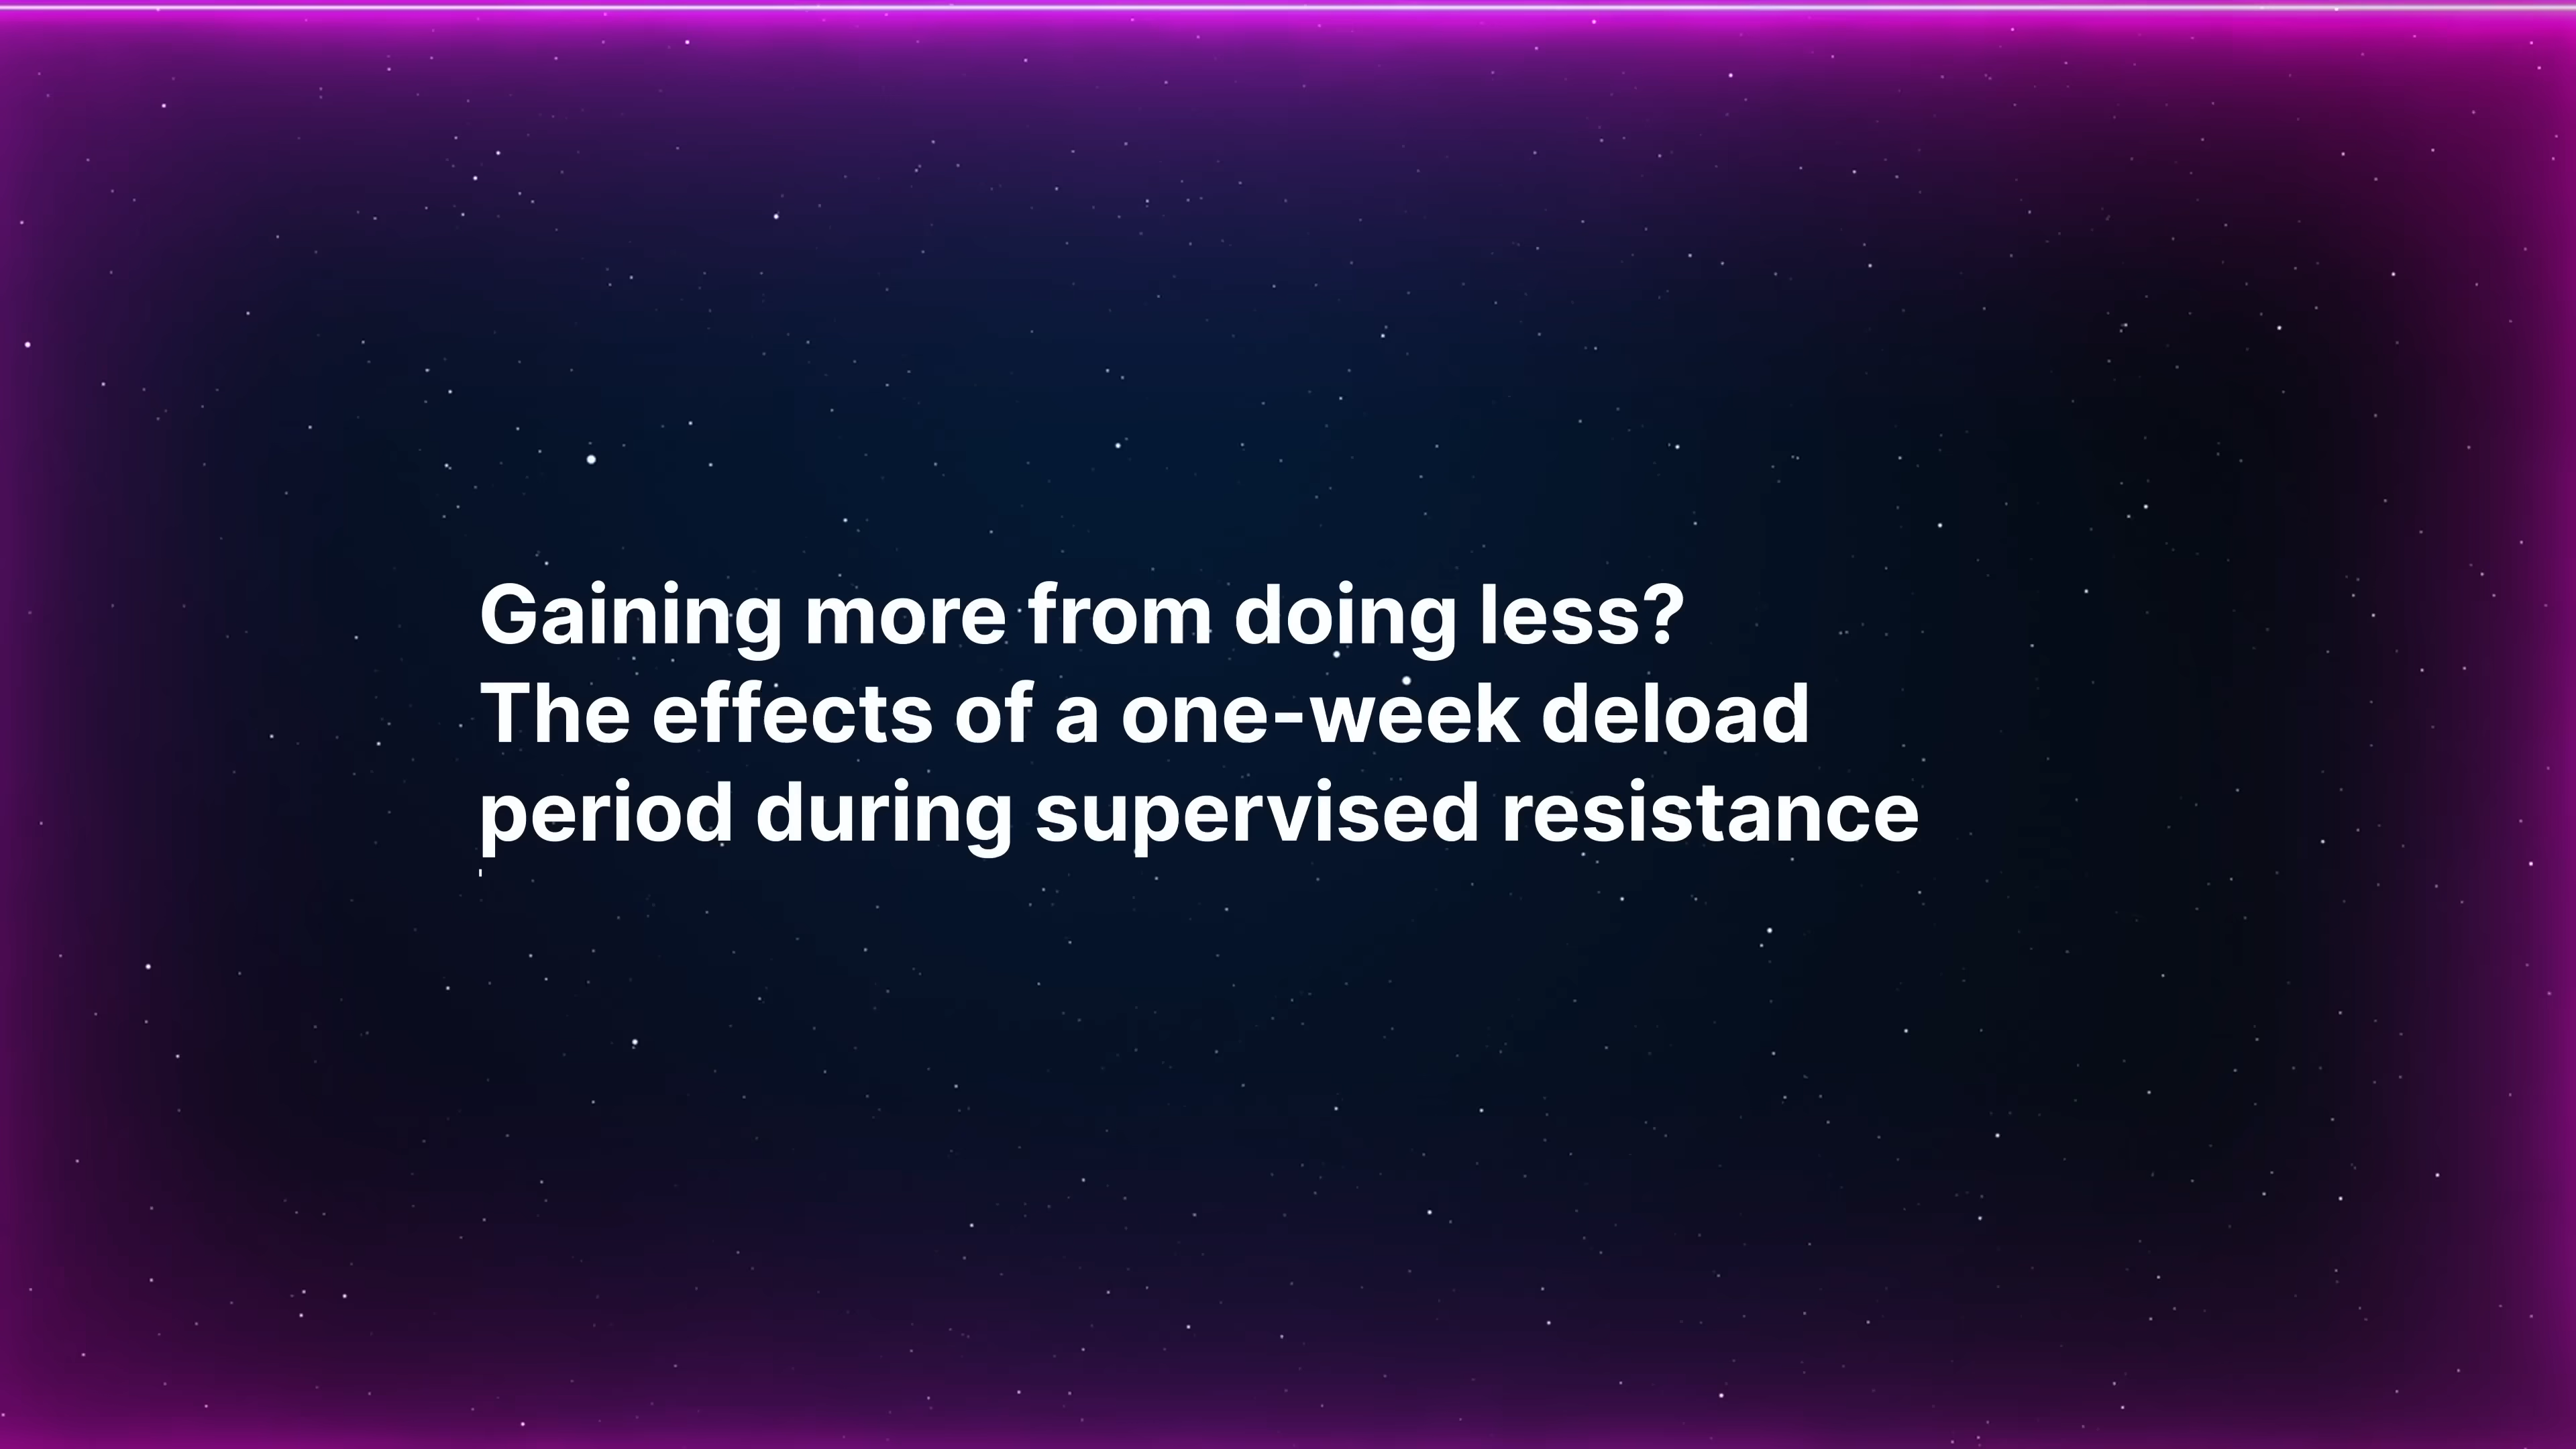 Gaining more from doing less?
The effects of a one-week deload
period during supervised resistance